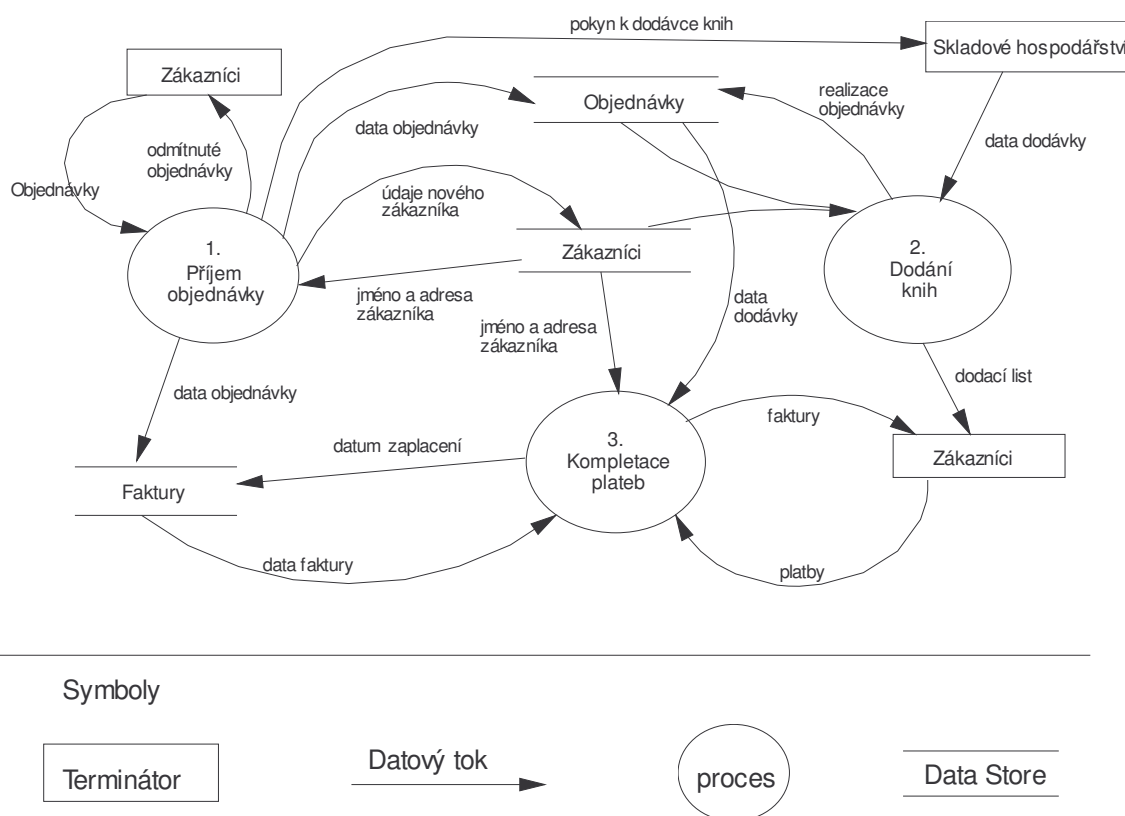 pokyn k dodávce knih
Skladové hospodářství
Zákazníci
Objednávky
realizace
objednávky
data objednávky
data dodávky
odmítnuté
objednávky
Objednávky
údaje nového
zákazníka
1.
Příjem
objednávky
Zákazníci
2.
Dodání
knih
jméno a adresa
zákazníka
data
dodávky
jméno a adresa
zákazníka
data objednávky
dodací list
faktury
datum zaplacení
3.
Kompletace
plateb
Zákazníci
Faktury
data faktury
platby
Symboly
Terminátor
Datový tok
proces
Data Store